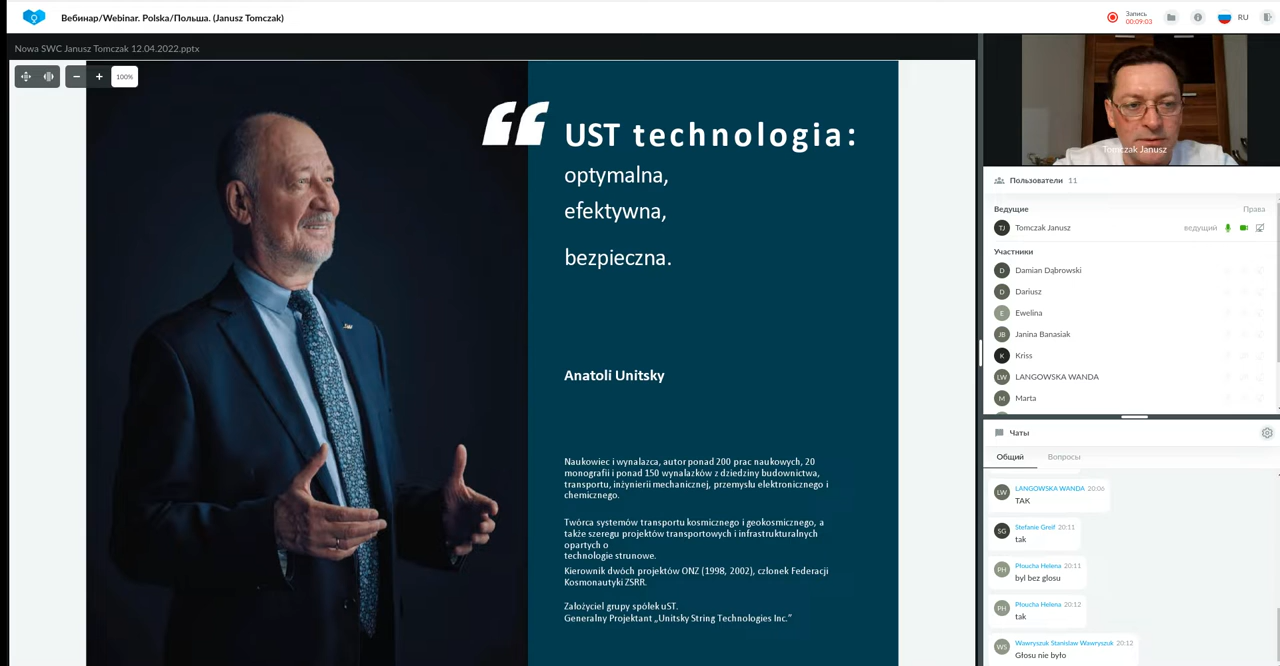 Вебинар/Webinar. Polska/Польша. (Janusz Tomczak)
Запись
00:09:03
RU
Nowa SWC Janusz Tomczak 12.04.2022.pptx
100%
“
UST technologia:
optymalna,
efektywna,
bezpieczna.
Anatoli Unitsky
Naukowiec i wynalazca, autor ponad 200 prac naukowych, 20
monografii i ponad 150 wynalazków z dziedziny budownictwa,
transportu, inżynierii mechanicznej, przemysłu elektronicznego i
chemicznego.
Twórca systemów transportu kosmicznego i geokosmicznego, a
także szeregu projektów transportowych i infrastrukturalnych
opartych o
technologie strunowe.
Kierownik dwóch projektów ONZ (1998, 2002), członek Federacji
Kosmonautyki ZSRR.
Założyciel grupy spółek uST.
Generalny Projektant „Unitsky String Technologies Inc.”
Tomczak Janusz
Пользователи 11
Ведущие Права
TJ Tomczak Janusz ведущий
Участники
D Damian Dąbrowski
D Dariusz
E Ewelina
JB Janina Banasiak
K Kriss
LW LANGOWSKA WANDA
M Marta
Чаты
Общий Вопросы
LW LANGOWSKA WANDA 20:06
TAK
SG Stefanie Greif 20:11
tak
PH Płoucha Helena 20:11
byl bez glosu
PH Płoucha Helena 20:12
tak
WS Wawryszuk Stanislaw Wawryszuk 20:12
Głosu nie było